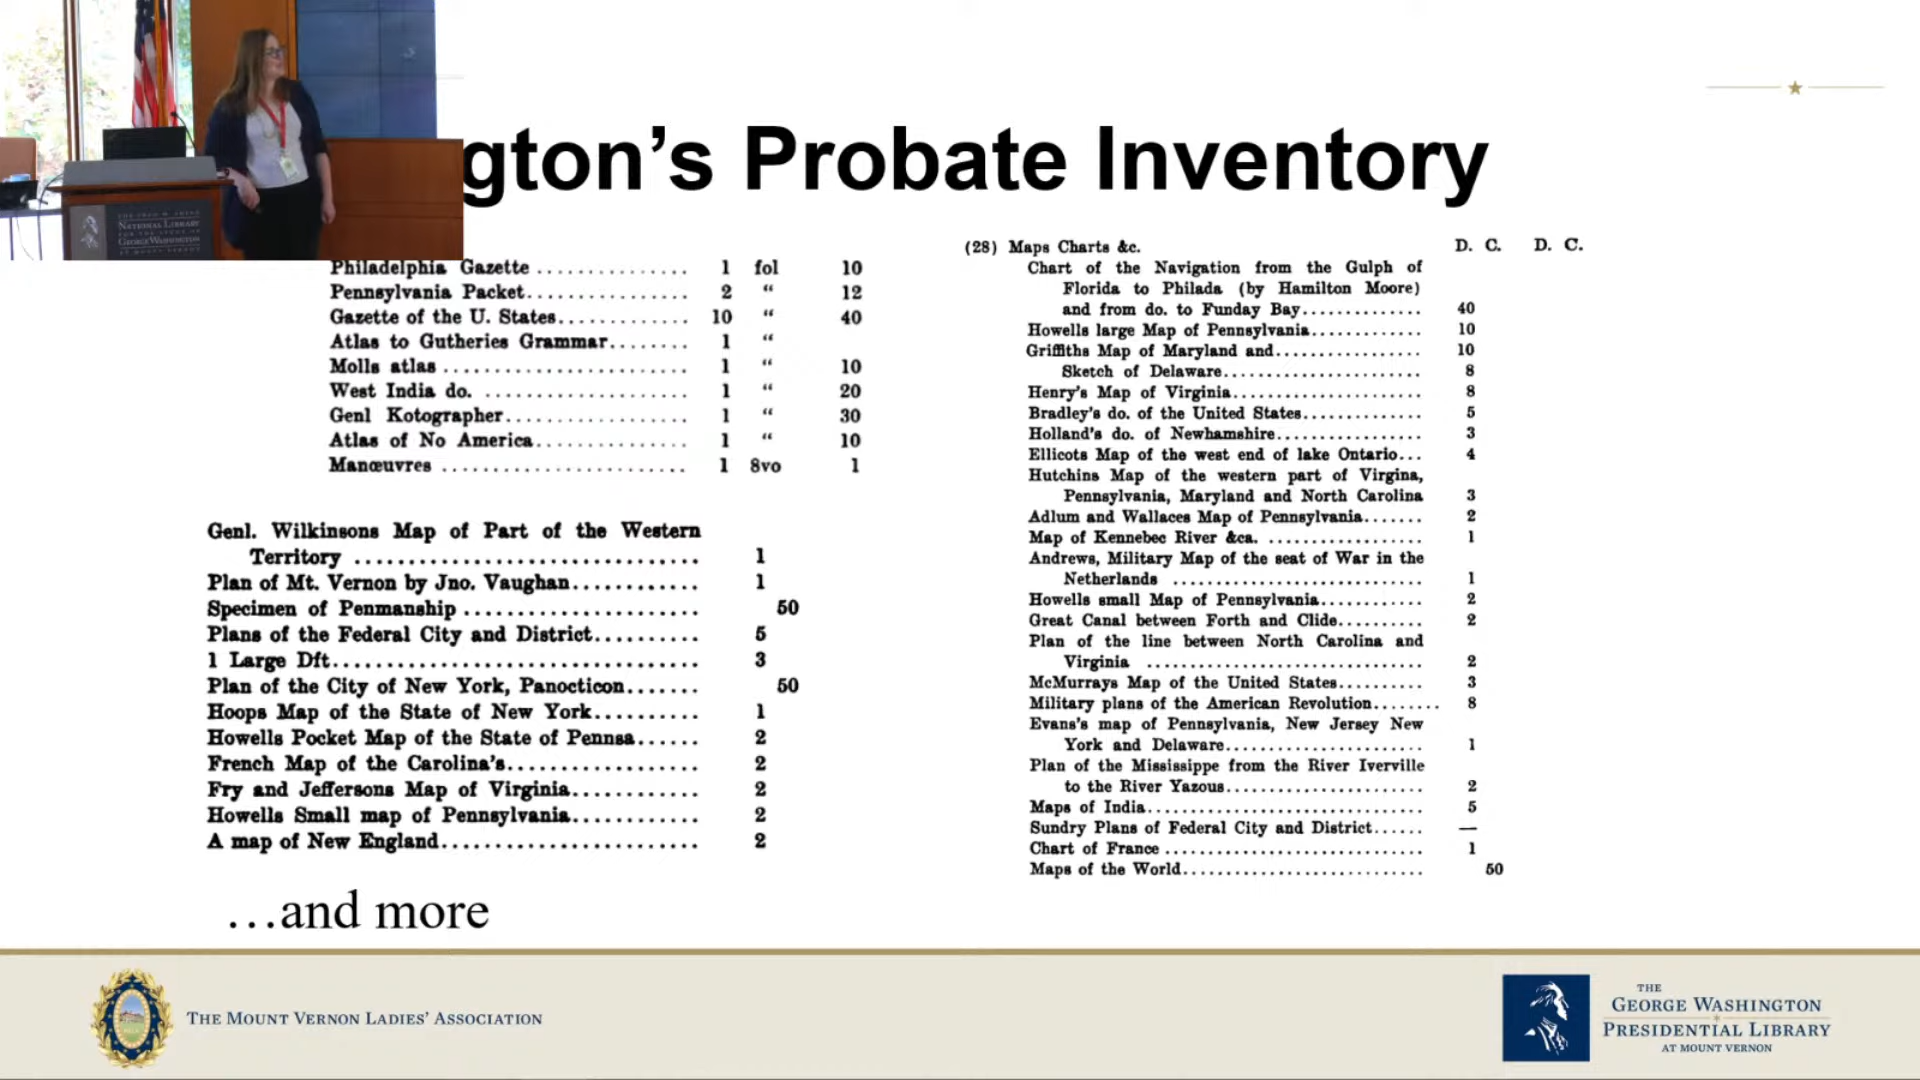 gton’s Probate Inventory
NATIONAL LIBRARY
FOR THE STUDY OF
GEORGE WASHINGTON
AT MOUNT VERNON
Philadelphia Gazette ............... 1 fol 10
Pennsylvania Packet................ 2 “ 12
Gazette of the U. States............. 10 “ 40
Atlas to Gutheries Grammar........ 1 “
Molls atlas ........................ 1 “ 10
West India do. .................... 1 “ 20
Genl Kotographer.................. 1 “ 30
Atlas of No America............... 1 “ 10
Manœuvres ........................ 1 8vo 1
Genl. Wilkinsons Map of Part of the Western
Territory ................................. 1
Plan of Mt. Vernon by Jno. Vaughan........... 1
Specimen of Penmanship ...................... 50
Plans of the Federal City and District.......... 5
1 Large Dft................................... 3
Plan of the City of New York, Panocticon....... 50
Hoops Map of the State of New York.......... 1
Howells Pocket Map of the State of Pennsa...... 2
French Map of the Carolina's.................. 2
Fry and Jeffersons Map of Virginia............ 2
Howells Small map of Pennsylvania............ 2
A map of New England........................ 2
…and more
(28) Maps Charts &c. D. C. D. C.
Chart of the Navigation from the Gulph of
Florida to Philada (by Hamilton Moore)
and from do. to Funday Bay.............. 40
Howells large Map of Pennsylvania............. 10
Griffiths Map of Maryland and................. 10
Sketch of Delaware....................... 8
Henry's Map of Virginia....................... 8
Bradley's do. of the United States.............. 5
Holland's do. of Newhamshire................. 3
Ellicots Map of the west end of lake Ontario... 4
Hutchins Map of the western part of Virgina,
Pennsylvania, Maryland and North Carolina 3
Adlum and Wallaces Map of Pennsylvania....... 2
Map of Kennebec River &ca. .................. 1
Andrews, Military Map of the seat of War in the
Netherlands ............................. 1
Howells small Map of Pennsylvania............ 2
Great Canal between Forth and Clide.......... 2
Plan of the line between North Carolina and
Virginia ................................ 2
McMurrays Map of the United States.......... 3
Military plans of the American Revolution........ 8
Evans's map of Pennsylvania, New Jersey New
York and Delaware....................... 1
Plan of the Mississippe from the River Iverville
to the River Yazous....................... 2
Maps of India................................ 5
Sundry Plans of Federal City and District...... —
Chart of France .............................. 1
Maps of the World........................... 50
THE MOUNT VERNON LADIES’ ASSOCIATION
THE
GEORGE WASHINGTON
PRESIDENTIAL LIBRARY
AT MOUNT VERNON